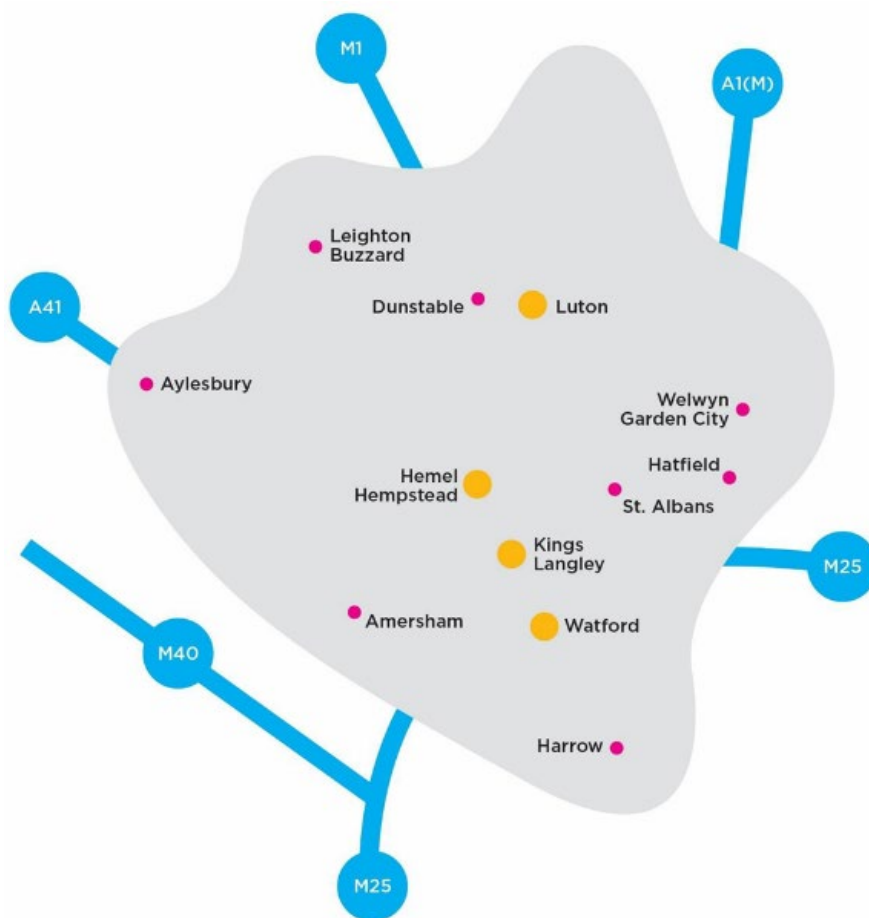 M1
A1(M)
Leighton
Buzzard
A41
Dunstable
Luton
Aylesbury
Welwyn
Garden City
Hemel
Hempstead
Hatfield
St. Albans
Kings
Langley
M25
Amersham
Watford
M40
Harrow
M25